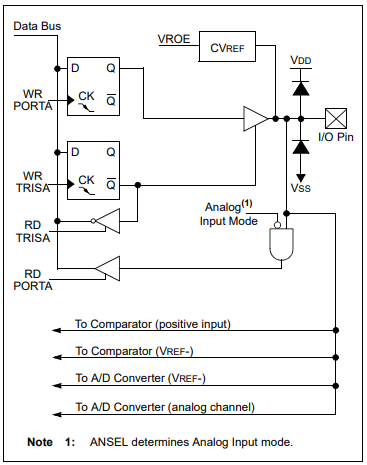 Data Bus
VROE
CVREF
VDD
D Q
WR
PORTA
CK Q
I/O Pin
D Q
WR
TRISA
CK Q
VSS
Analog(1)
Input Mode
RD
TRISA
RD
PORTA
To Comparator (positive input)
To Comparator (VREF-)
To A/D Converter (VREF-)
To A/D Converter (analog channel)
Note 1: ANSEL determines Analog Input mode.